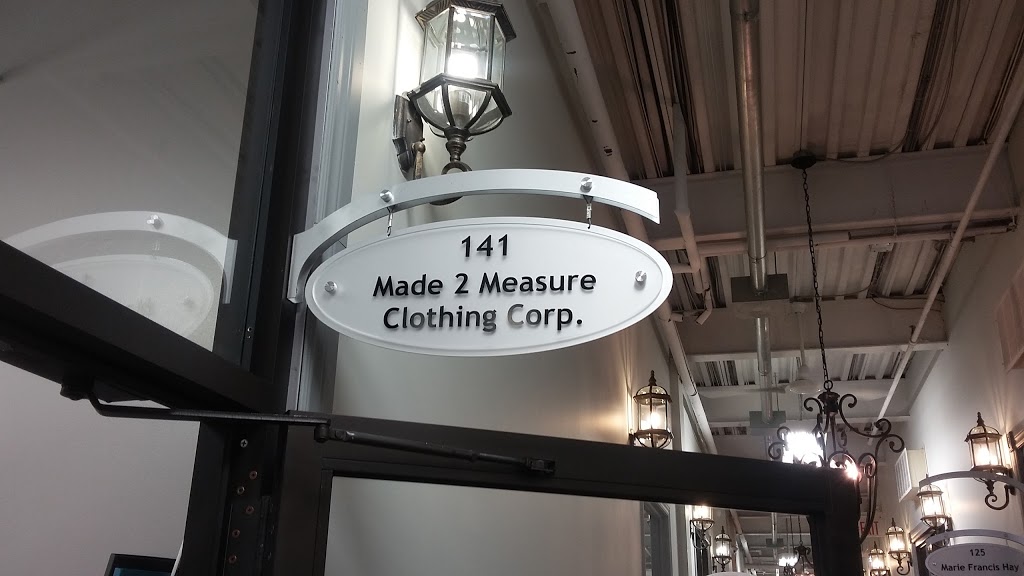 141
Made 2 Measure
Clothing Corp.
125
Marie Francis Hay